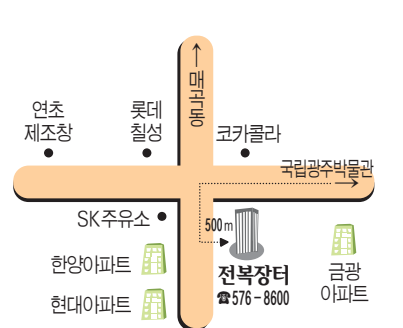 ↑
매곡동
연초
제조창
롯데
칠성
코카콜라
국립광주박물관
→
SK주유소
500m
한양아파트
현대아파트
전복장터
☎576-8600
금광
아파트